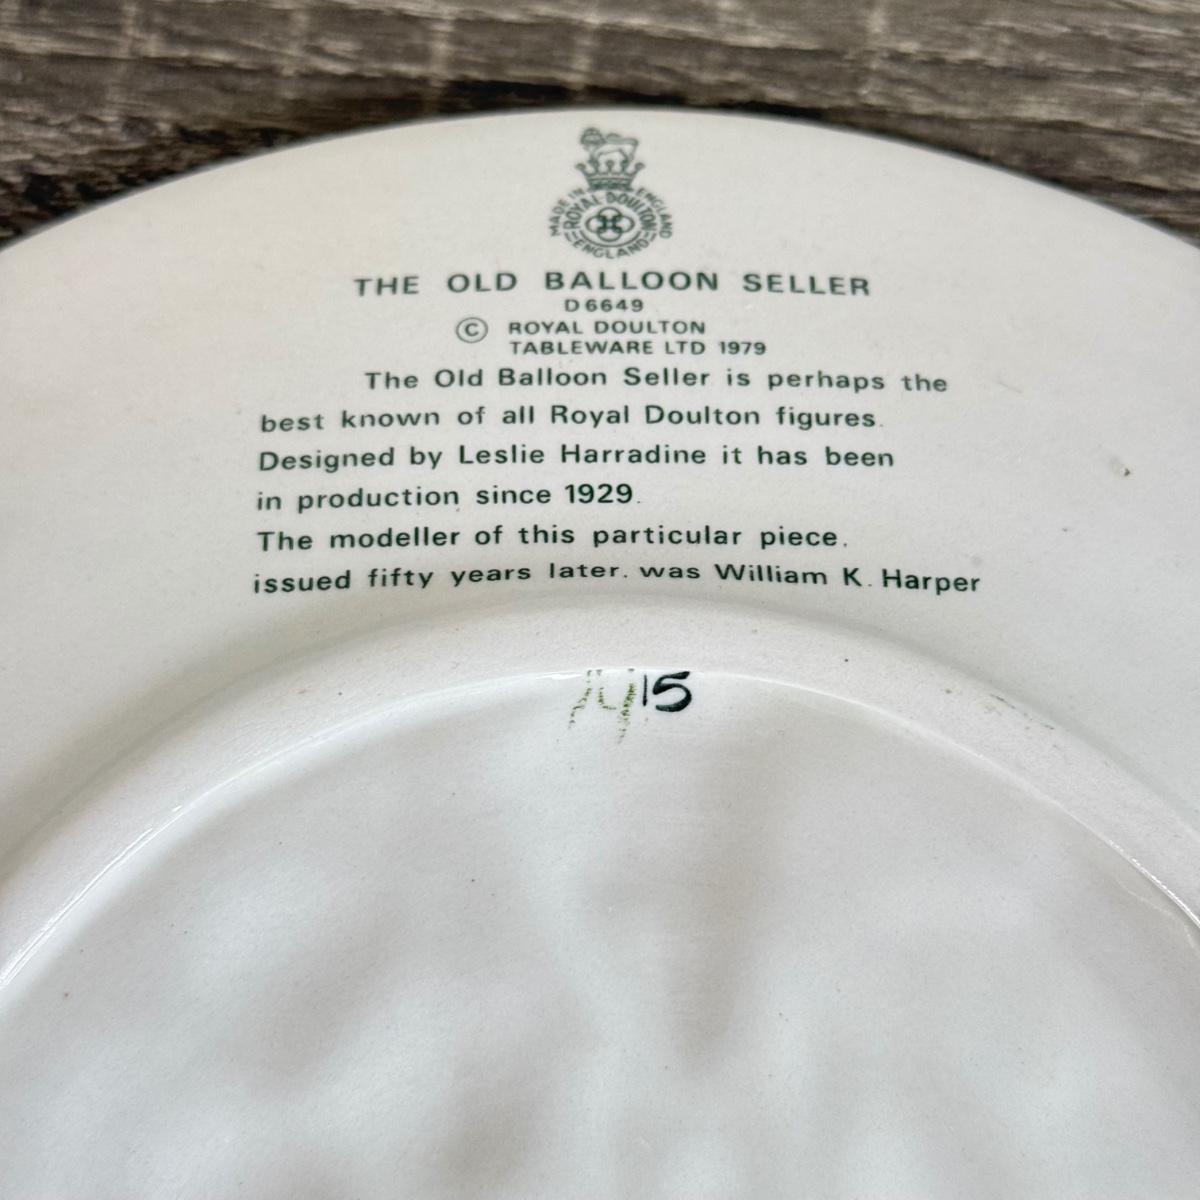 MADE IN ENGLAND
ROYAL DOULTON
ENGLAND
THE OLD BALLOON SELLER
D6649
© ROYAL DOULTON
TABLEWARE LTD 1979
The Old Balloon Seller is perhaps the
best known of all Royal Doulton figures.
Designed by Leslie Harradine it has been
in production since 1929.
The modeller of this particular piece.
issued fifty years later. was William K. Harper
15